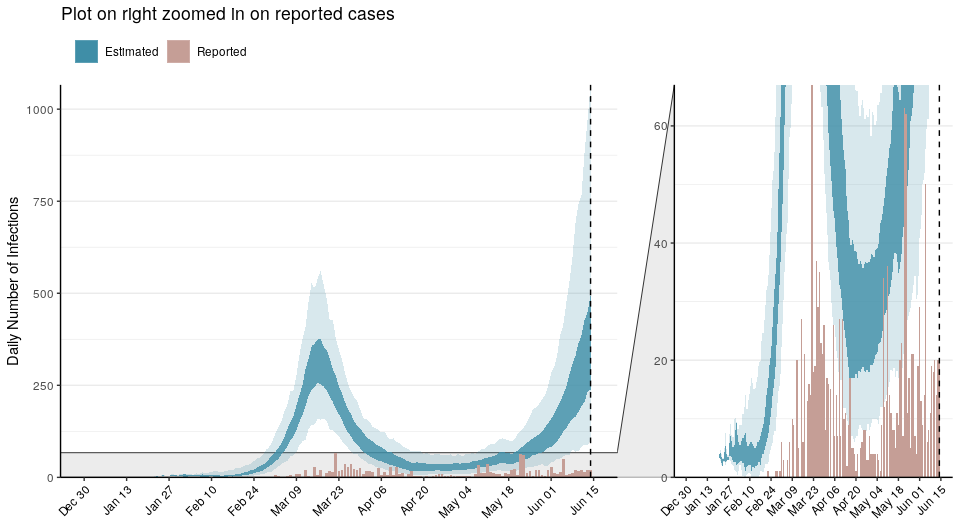 Plot on right zoomed in on reported cases
Estimated Reported
Daily Number of Infections
1000
750
500
250
0
Dec 30 Jan 13 Jan 27 Feb 10 Feb 24 Mar 09 Mar 23 Apr 06 Apr 20 May 04 May 18 Jun 01 Jun 15
60
40
20
0
Dec 30 Jan 13 Jan 27 Feb 10 Feb 24 Mar 09 Mar 23 Apr 06 Apr 20 May 04 May 18 Jun 01 Jun 15